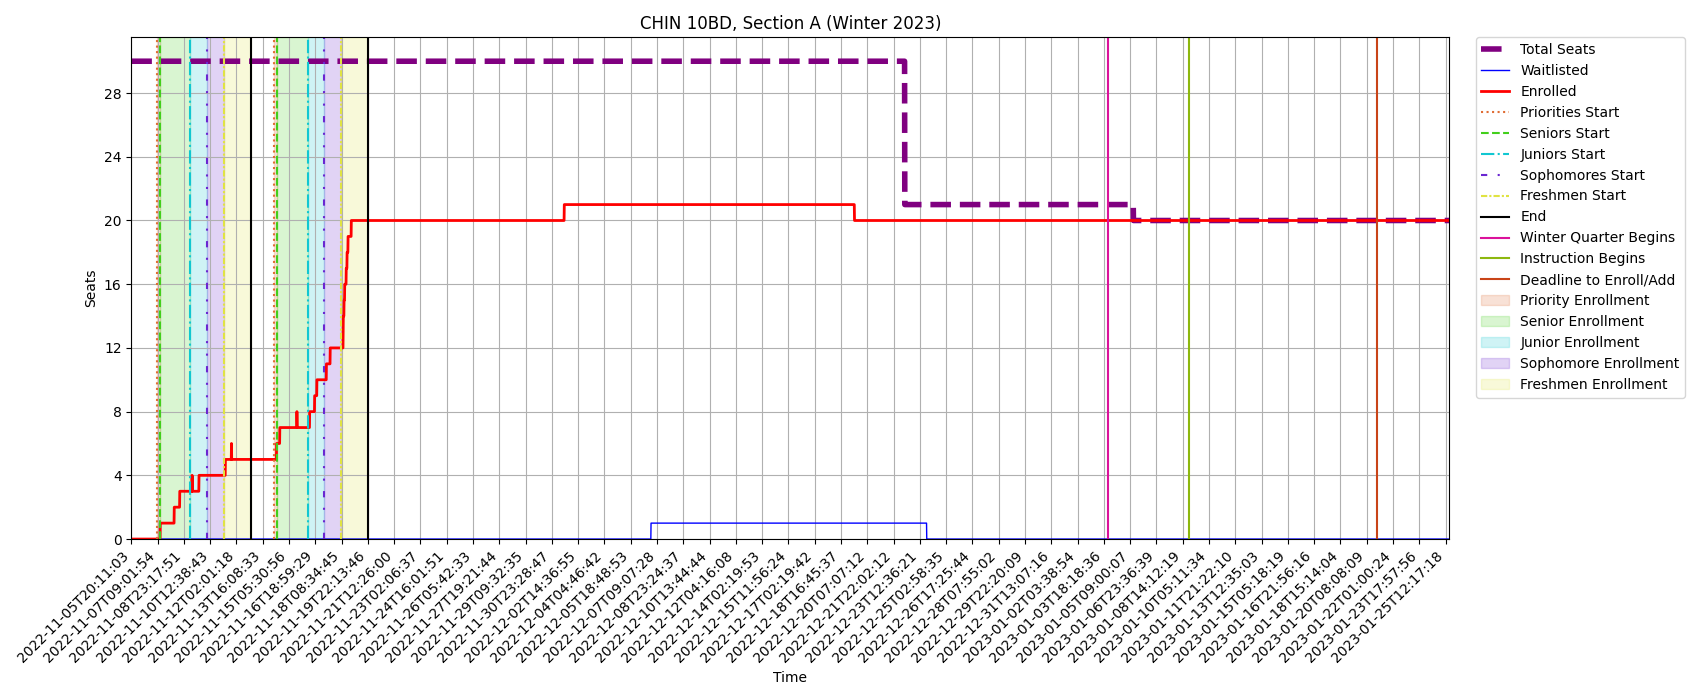 CHIN 10BD, Section A (Winter 2023)
Seats
28
24
20
16
12
8
4
0
2022-11-05T20:11:03
2022-11-07T09:01:54
2022-11-08T23:17:51
2022-11-10T12:38:43
2022-11-12T02:01:18
2022-11-13T16:08:33
2022-11-15T05:30:56
2022-11-16T18:59:29
2022-11-18T08:34:45
2022-11-19T22:13:46
2022-11-21T12:26:00
2022-11-23T02:06:37
2022-11-24T16:01:51
2022-11-26T05:42:33
2022-11-27T19:21:44
2022-11-29T09:32:35
2022-11-30T23:28:47
2022-12-02T14:36:55
2022-12-04T04:46:42
2022-12-05T18:48:53
2022-12-07T09:07:28
2022-12-08T23:24:37
2022-12-10T13:44:44
2022-12-12T04:16:08
2022-12-14T02:19:53
2022-12-15T11:56:24
2022-12-17T02:19:42
2022-12-18T16:45:37
2022-12-20T07:07:12
2022-12-21T22:02:12
2022-12-23T12:36:21
2022-12-25T02:58:35
2022-12-26T17:25:44
2022-12-28T07:55:02
2022-12-29T22:20:09
2022-12-31T13:07:16
2023-01-02T03:38:54
2023-01-03T18:18:36
2023-01-05T09:00:07
2023-01-06T23:36:39
2023-01-08T14:12:19
2023-01-10T05:11:34
2023-01-11T21:22:10
2023-01-13T12:35:03
2023-01-15T05:18:19
2023-01-16T21:56:16
2023-01-18T15:14:04
2023-01-20T08:08:09
2023-01-22T01:00:24
2023-01-23T17:57:56
2023-01-25T12:17:18
Time
Total Seats
Waitlisted
Enrolled
Priorities Start
Seniors Start
Juniors Start
Sophomores Start
Freshmen Start
End
Winter Quarter Begins
Instruction Begins
Deadline to Enroll/Add
Priority Enrollment
Senior Enrollment
Junior Enrollment
Sophomore Enrollment
Freshmen Enrollment